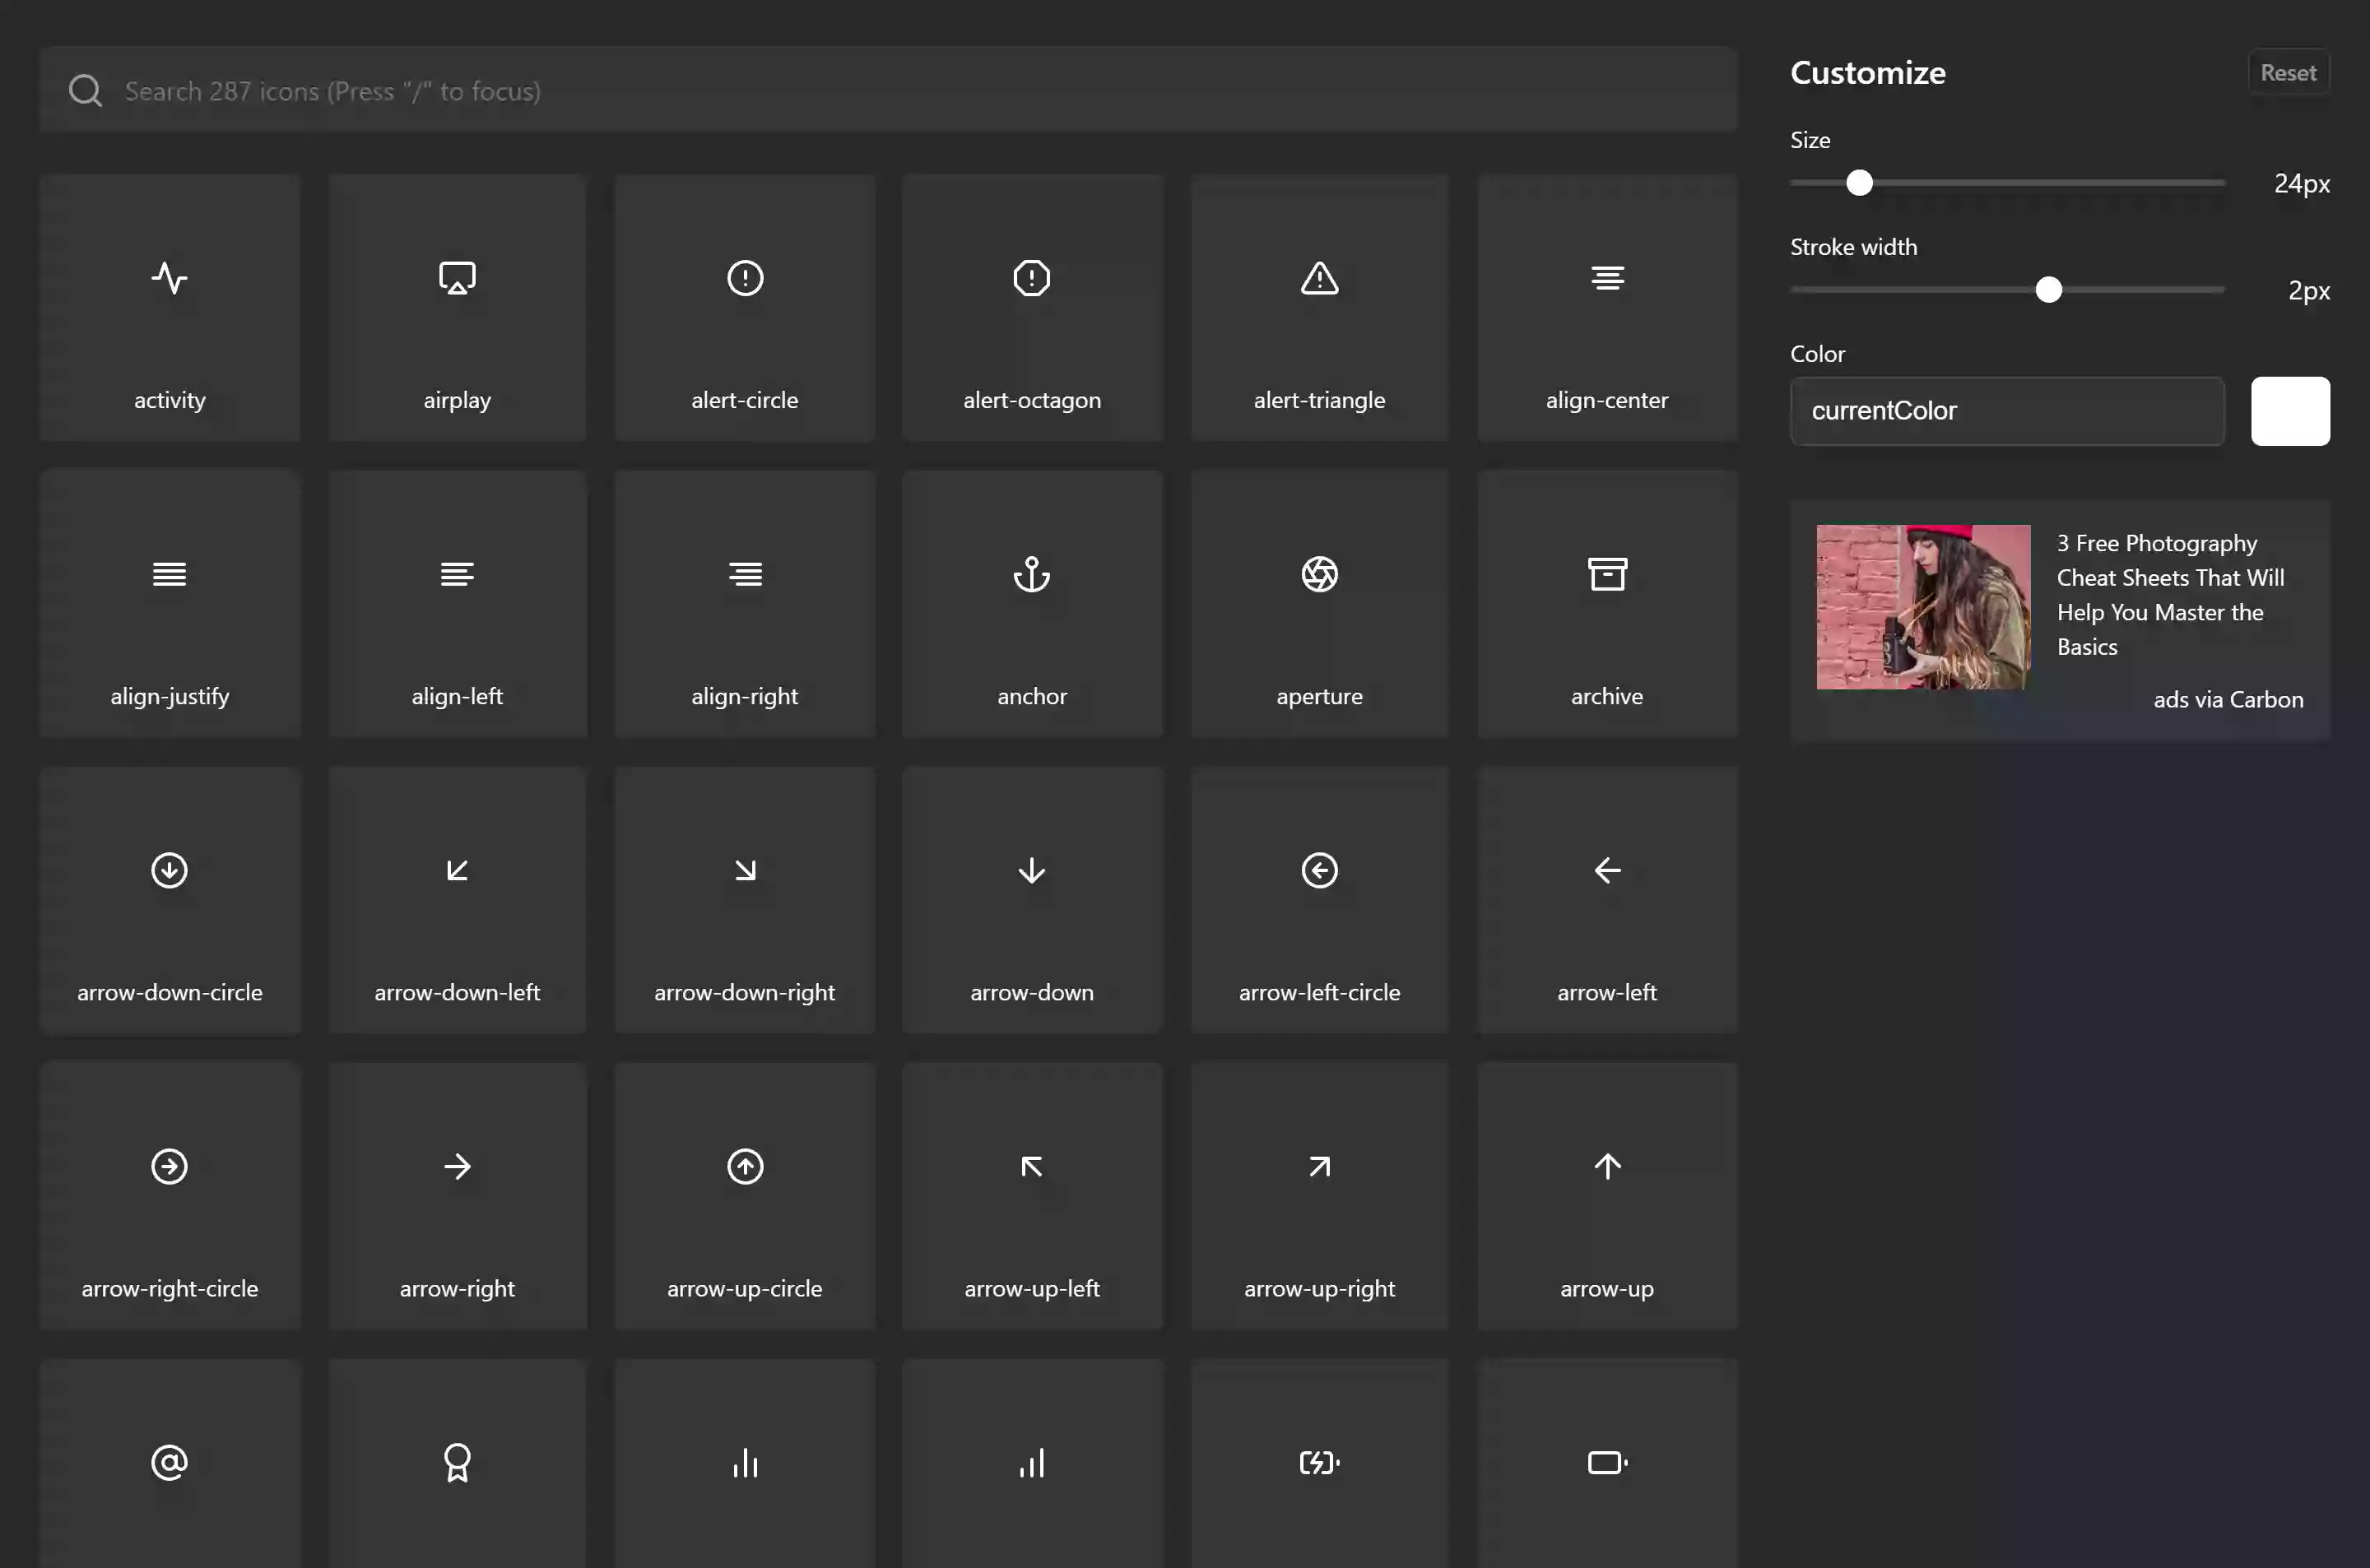 Search 287 icons (Press "/" to focus)
Customize
Reset
Size
24px
Stroke width
2px
Color
currentColor
3 Free Photography
Cheat Sheets That Will
Help You Master the
Basics
ads via Carbon
activity
airplay
alert-circle
alert-octagon
alert-triangle
align-center
align-justify
align-left
align-right
anchor
aperture
archive
arrow-down-circle
arrow-down-left
arrow-down-right
arrow-down
arrow-left-circle
arrow-left
arrow-right-circle
arrow-right
arrow-up-circle
arrow-up-left
arrow-up-right
arrow-up